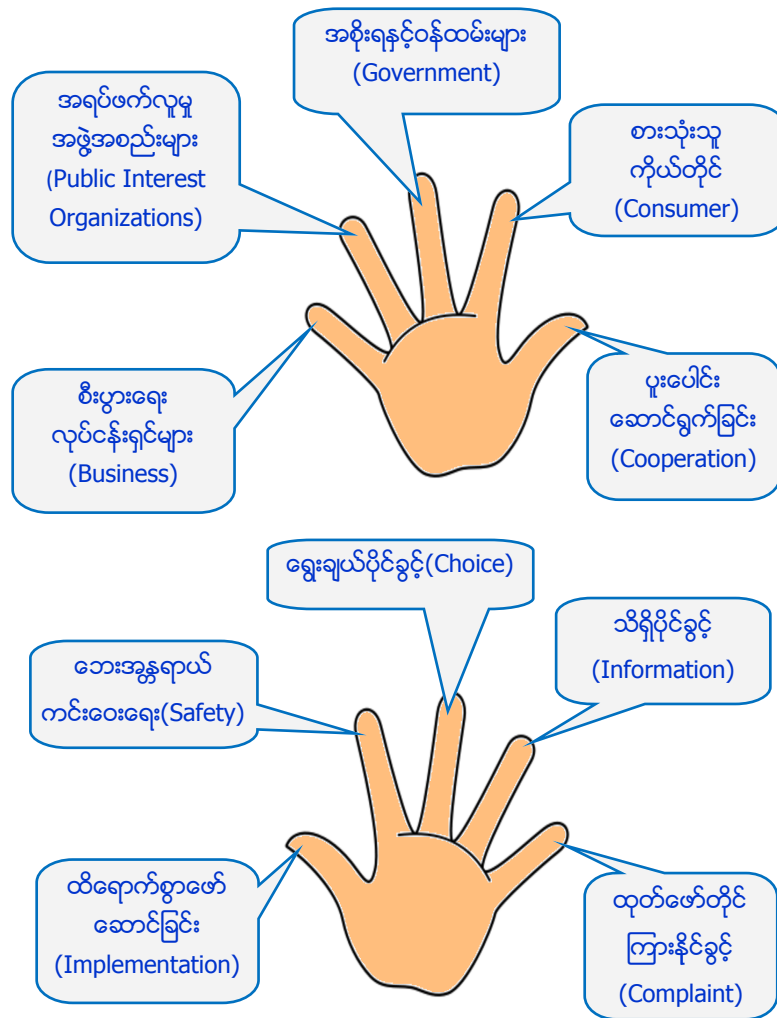 အစိုးရနှင့်ဝန်ထမ်းများ
(Government)
အရပ်ဖက်လူမှု
အဖွဲ့အစည်းများ
(Public Interest
Organizations)
စားသုံးသူ
ကိုယ်တိုင်
(Consumer)
စီးပွားရေး
လုပ်ငန်းရှင်များ
(Business)
ပူးပေါင်း
ဆောင်ရွက်ခြင်း
(Cooperation)
ရွေးချယ်ပိုင်ခွင့်(Choice)
ဘေးအန္တရာယ်
ကင်းဝေးရေး(Safety)
သိရှိပိုင်ခွင့်
(Information)
ထိရောက်စွာဖော်
ဆောင်ခြင်း
(Implementation)
ထုတ်ဖော်တိုင်
ကြားနိုင်ခွင့်
(Complaint)